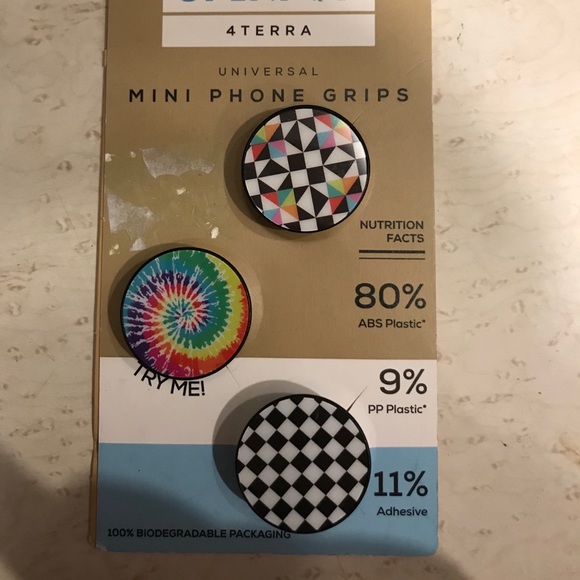 4TERRA
UNIVERSAL
MINI PHONE GRIPS
NUTRITION
FACTS
80%
ABS Plastic*
TRY ME!
9%
PP Plastic*
11%
Adhesive
100% BIODEGRADABLE PACKAGING